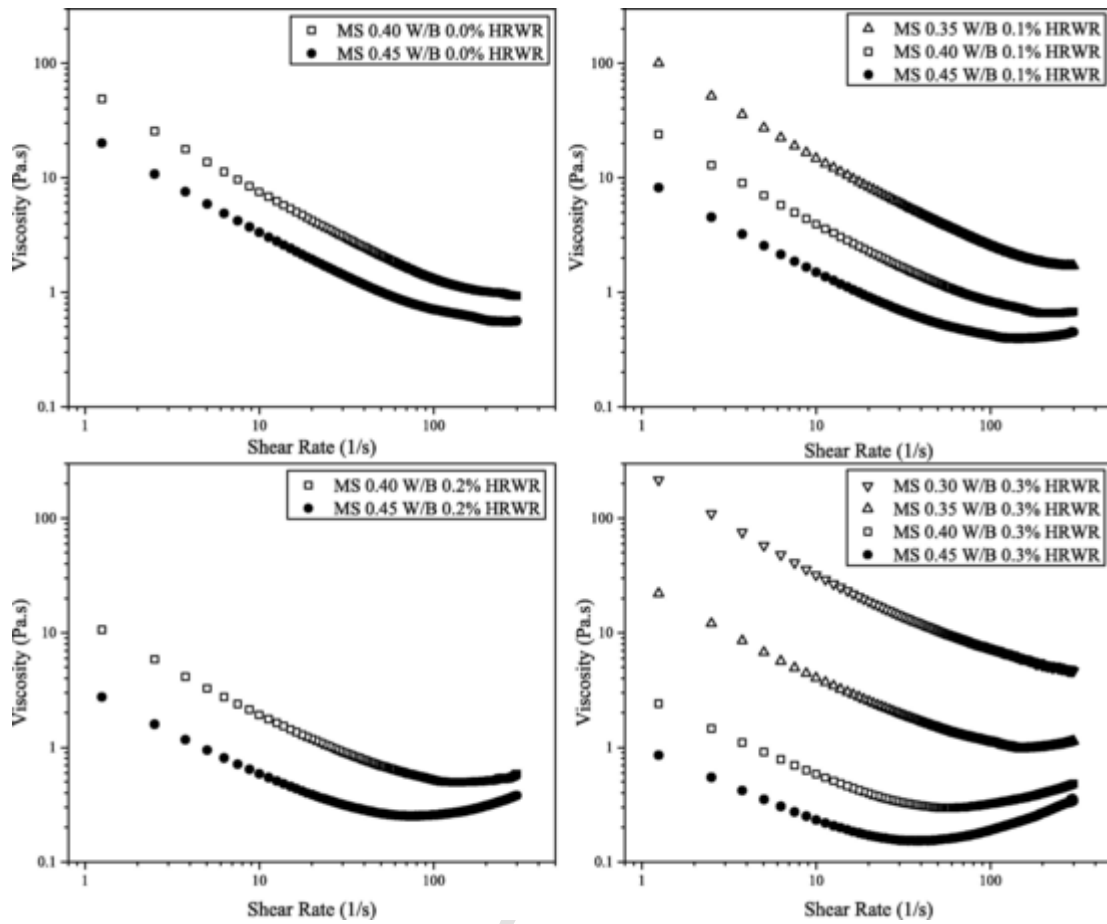 MS 0.40 W/B 0.0% HRWR
MS 0.45 W/B 0.0% HRWR
100
10
1
0.1
Viscosity (Pa.s)
1
10
100
Shear Rate (1/s)
MS 0.35 W/B 0.1% HRWR
MS 0.40 W/B 0.1% HRWR
MS 0.45 W/B 0.1% HRWR
100
10
1
0.1
Viscosity (Pa.s)
1
10
100
Shear Rate (1/s)
MS 0.40 W/B 0.2% HRWR
MS 0.45 W/B 0.2% HRWR
100
10
1
0.1
Viscosity (Pa.s)
1
10
100
Shear Rate (1/s)
MS 0.30 W/B 0.3% HRWR
MS 0.35 W/B 0.3% HRWR
MS 0.40 W/B 0.3% HRWR
MS 0.45 W/B 0.3% HRWR
100
10
1
0.1
Viscosity (Pa.s)
1
10
100
Shear Rate (1/s)